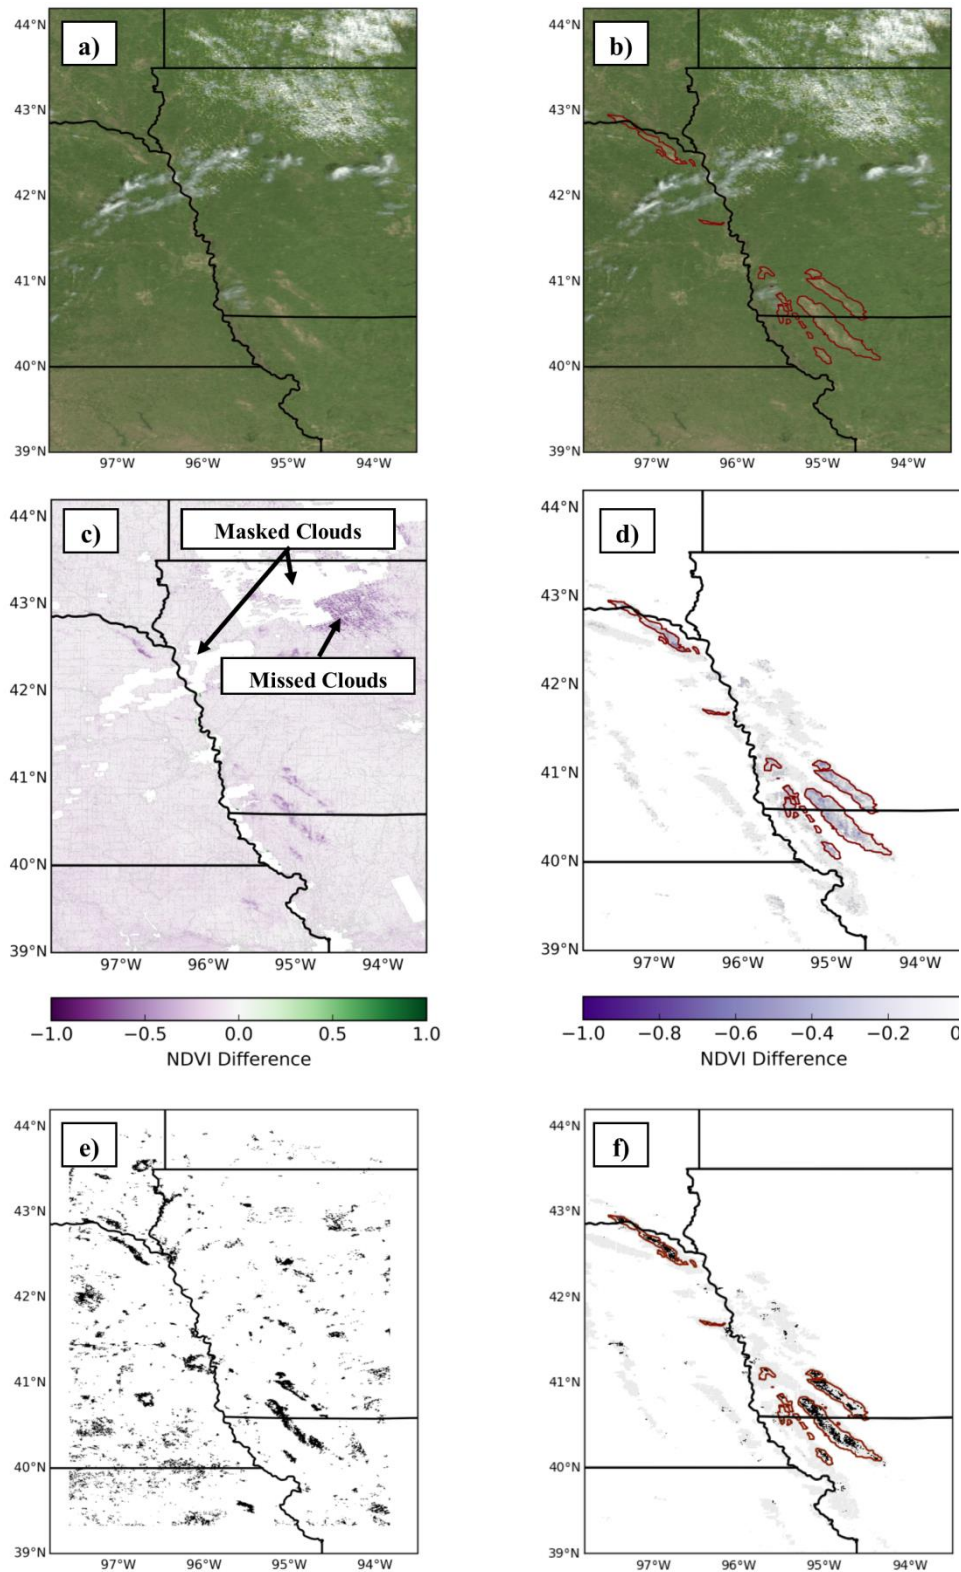 a)
b)
44°N
43°N
42°N
41°N
40°N
39°N
97°W
96°W
95°W
94°W
44°N
43°N
42°N
41°N
40°N
39°N
97°W
96°W
95°W
94°W
c)
Masked Clouds
Missed Clouds
d)
44°N
43°N
42°N
41°N
40°N
39°N
97°W
96°W
95°W
94°W
44°N
43°N
42°N
41°N
40°N
39°N
97°W
96°W
95°W
94°W
−1.0 −0.5 0.0 0.5 1.0
NDVI Difference
−1.0 −0.8 −0.6 −0.4 −0.2 0
NDVI Difference
e)
f)
44°N
43°N
42°N
41°N
40°N
39°N
97°W
96°W
95°W
94°W
44°N
43°N
42°N
41°N
40°N
39°N
97°W
96°W
95°W
94°W